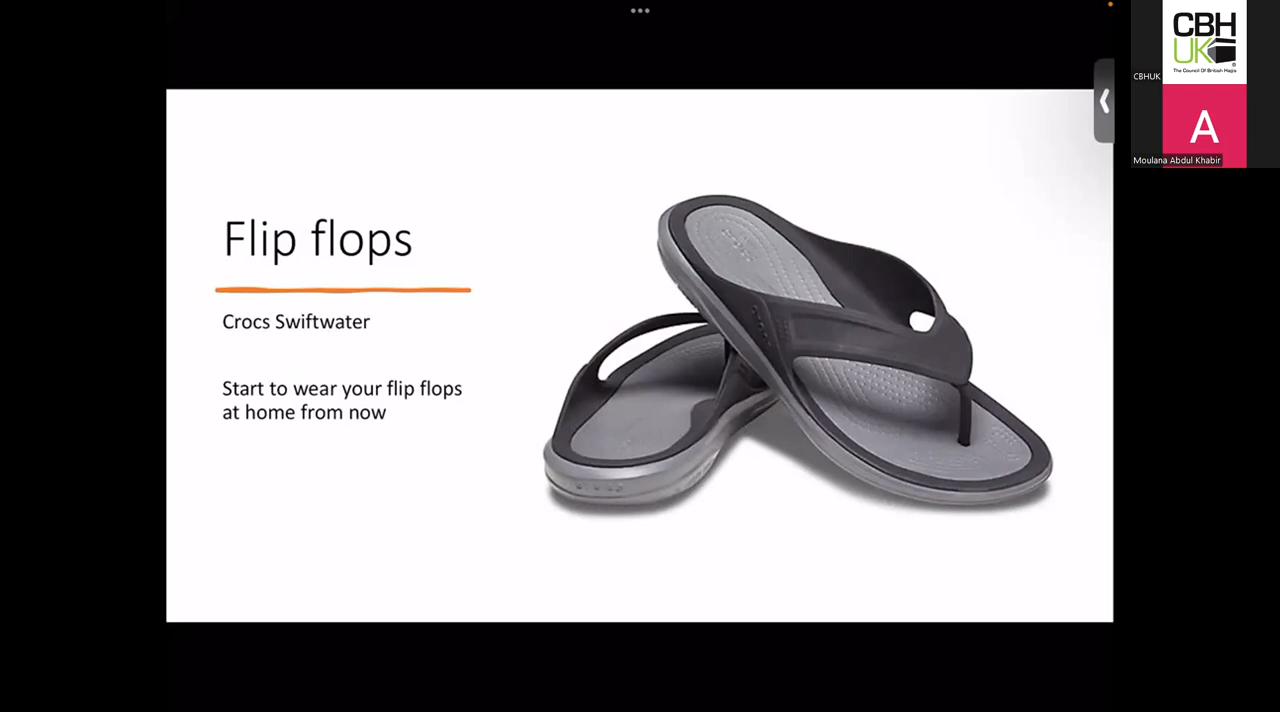 CBH
UK
The Council Of British Hajjis
CBHUK
A
Moulana Abdul Khabir
Flip flops
Crocs Swiftwater
Start to wear your flip flops
at home from now